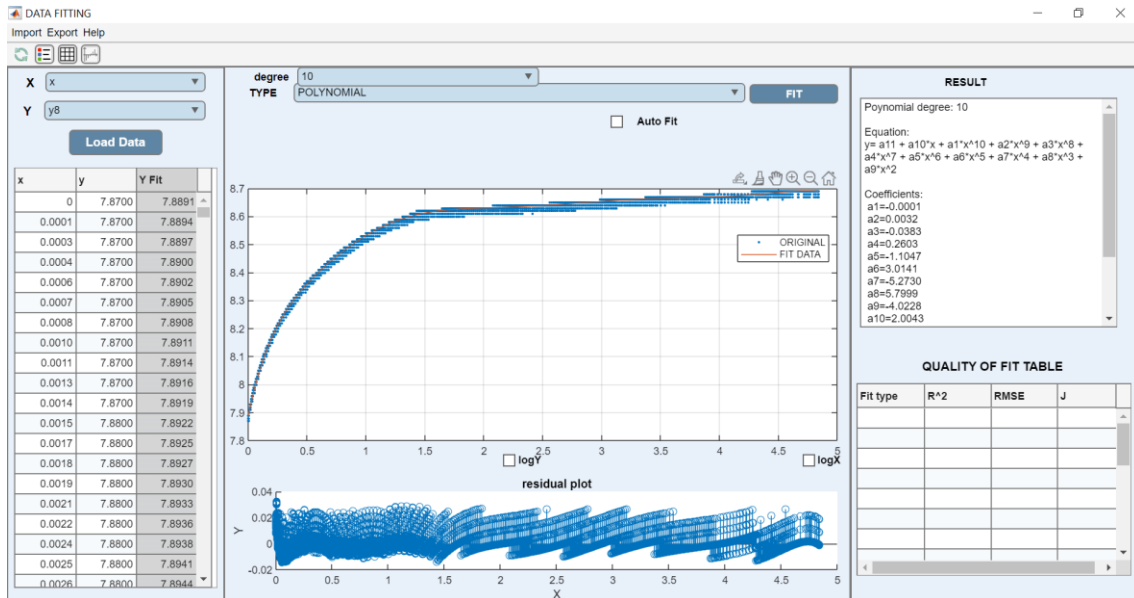 DATA FITTING
Import Export Help
X x
Y y8
Load Data
x y Y Fit
0 7.8700 7.8891
0.0001 7.8700 7.8894
0.0003 7.8700 7.8897
0.0004 7.8700 7.8900
0.0006 7.8700 7.8902
0.0007 7.8700 7.8905
0.0008 7.8700 7.8908
0.0010 7.8700 7.8911
0.0011 7.8700 7.8914
0.0013 7.8700 7.8916
0.0014 7.8700 7.8919
0.0015 7.8800 7.8922
0.0017 7.8800 7.8925
0.0018 7.8800 7.8927
0.0019 7.8800 7.8930
0.0021 7.8800 7.8933
0.0022 7.8800 7.8936
0.0024 7.8800 7.8938
0.0025 7.8800 7.8941
0.0026 7.8800 7.8944
degree 10
TYPE POLYNOMIAL FIT
Auto Fit
8.7
8.6
8.5
8.4
8.3
8.2
8.1
8
7.9
7.8
ORIGINAL
FIT DATA
0 0.5 1 1.5 2 2.5 3 3.5 4 4.5 5
logY logX
residual plot
0.04
0.02
0
-0.02
Y
0 0.5 1 1.5 2 2.5 3 3.5 4 4.5 5
X
RESULT
Poynomial degree: 10
Equation:
y= a11 + a10*x + a1*x^10 + a2*x^9 + a3*x^8 +
a4*x^7 + a5*x^6 + a6*x^5 + a7*x^4 + a8*x^3 +
a9*x^2
Coefficients:
a1=-0.0001
a2=0.0032
a3=-0.0383
a4=0.2603
a5=-1.1047
a6=3.0141
a7=-5.2730
a8=5.7999
a9=-4.0228
a10=2.0043
QUALITY OF FIT TABLE
Fit type R^2 RMSE J